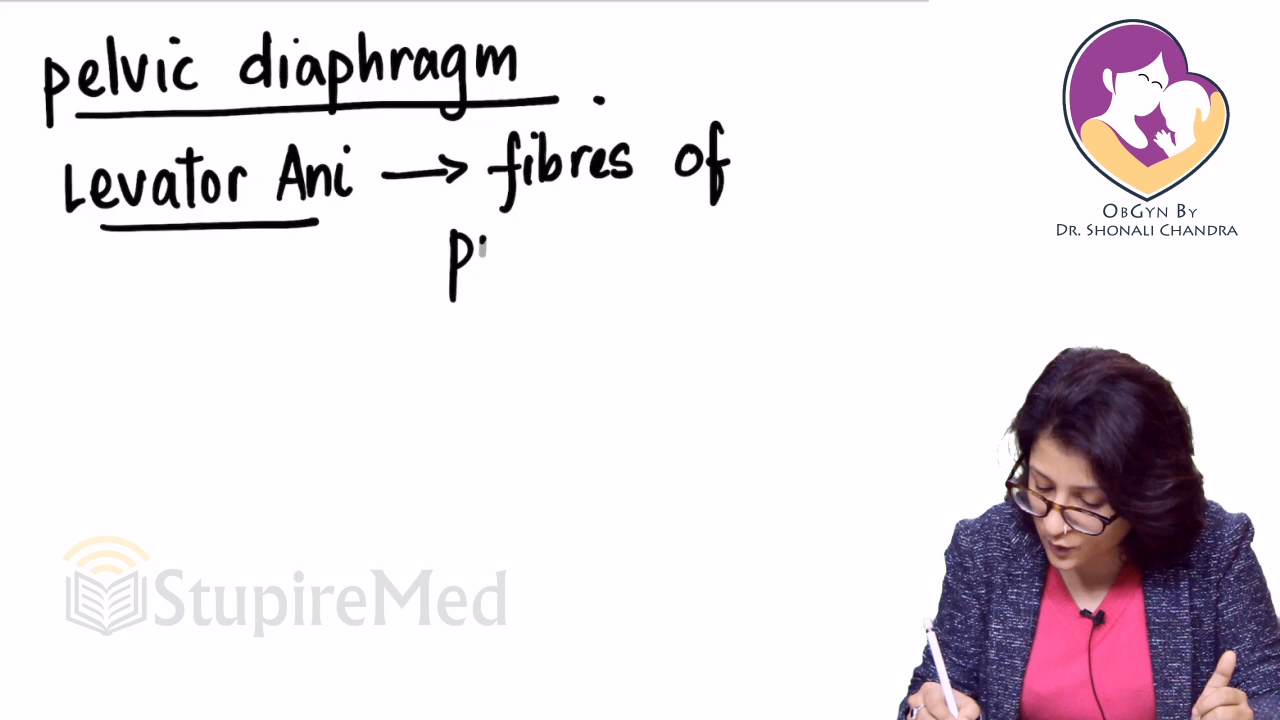 pelvic diaphragm.
Levator Ani → fibres of
OBGYN BY
DR. SHONALI CHANDRA
StupireMed